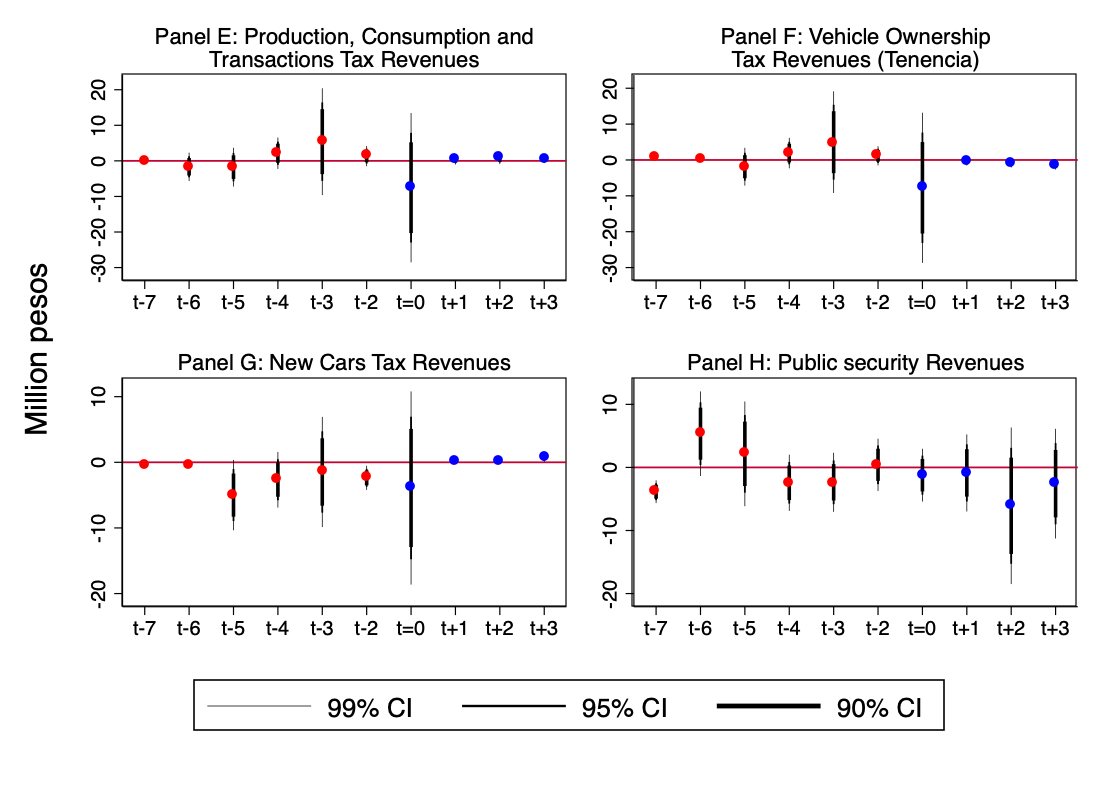 Panel E: Production, Consumption and
Transactions Tax Revenues
20
10
0
-10
-20
-30
t-7 t-6 t-5 t-4 t-3 t-2 t=0 t+1 t+2 t+3
Panel F: Vehicle Ownership
Tax Revenues (Tenencia)
20
10
0
-10
-20
-30
t-7 t-6 t-5 t-4 t-3 t-2 t=0 t+1 t+2 t+3
Million pesos
Panel G: New Cars Tax Revenues
10
0
-10
-20
t-7 t-6 t-5 t-4 t-3 t-2 t=0 t+1 t+2 t+3
Panel H: Public security Revenues
10
0
-10
-20
t-7 t-6 t-5 t-4 t-3 t-2 t=0 t+1 t+2 t+3
99% CI 95% CI 90% CI